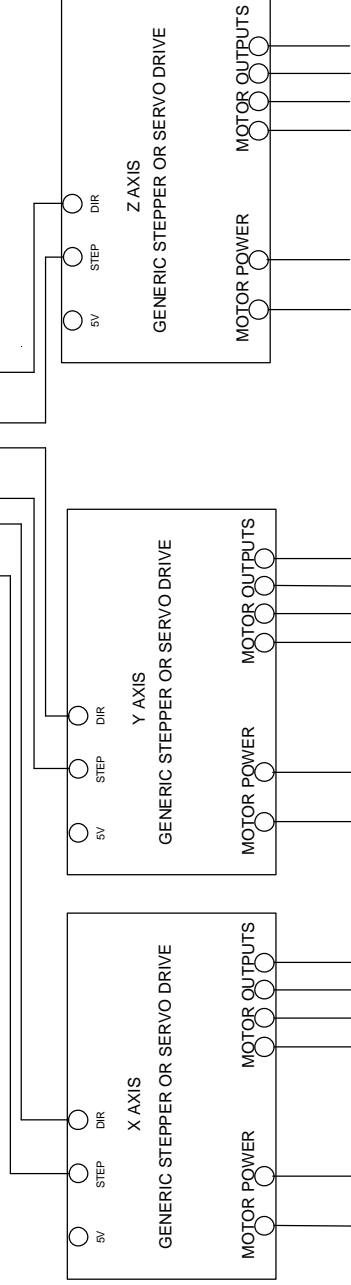 5V
STEP
DIR
X AXIS
GENERIC STEPPER OR SERVO DRIVE
MOTOR POWER
MOTOR OUTPUTS
5V
STEP
DIR
Y AXIS
GENERIC STEPPER OR SERVO DRIVE
MOTOR POWER
MOTOR OUTPUTS
5V
STEP
DIR
Z AXIS
GENERIC STEPPER OR SERVO DRIVE
MOTOR POWER
MOTOR OUTPUTS